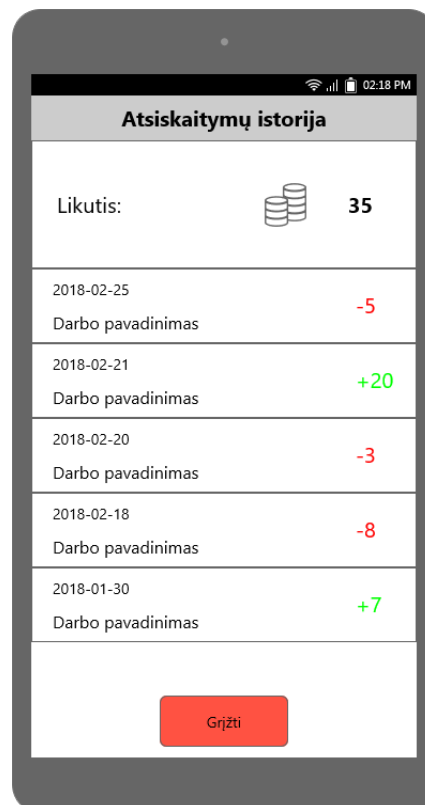 02:18 PM
Atsiskaitymų istorija
Likutis: 35
2018-02-25
-5
Darbo pavadinimas
2018-02-21
+20
Darbo pavadinimas
2018-02-20
-3
Darbo pavadinimas
2018-02-18
-8
Darbo pavadinimas
2018-01-30
+7
Darbo pavadinimas
Grįžti